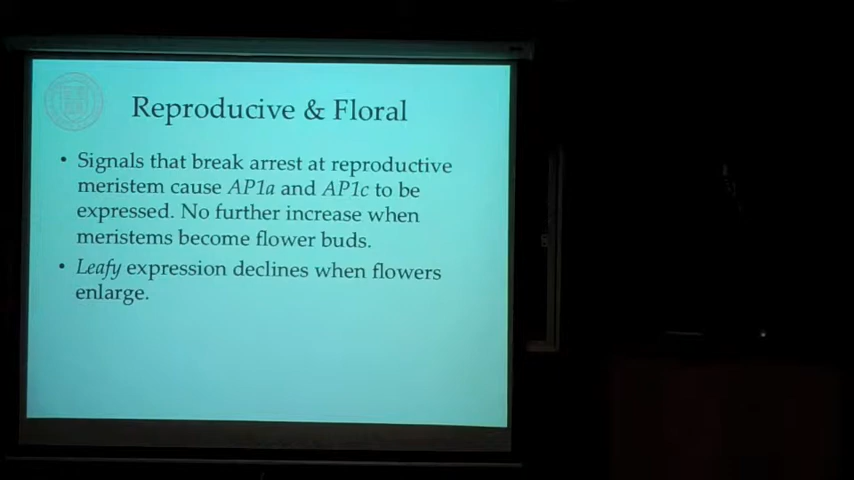 Reproducive & Floral
• Signals that break arrest at reproductive
meristem cause AP1a and AP1c to be
expressed. No further increase when
meristems become flower buds.
• Leafy expression declines when flowers
enlarge.